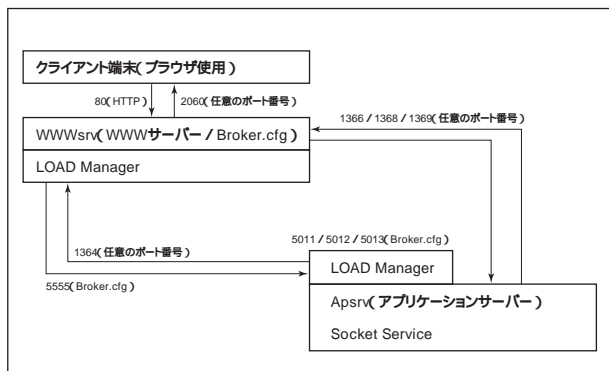 クライアント端末(ブラウザ使用)
80(HTTP)
2060(任意のポート番号)
1366/1368/1369(任意のポート番号)
WWWsrv(WWWサーバー/Broker.cfg)
LOAD Manager
5011/5012/5013(Broker.cfg)
1364(任意のポート番号)
LOAD Manager
5555(Broker.cfg)
Apsrv(アプリケーションサーバー)
Socket Service